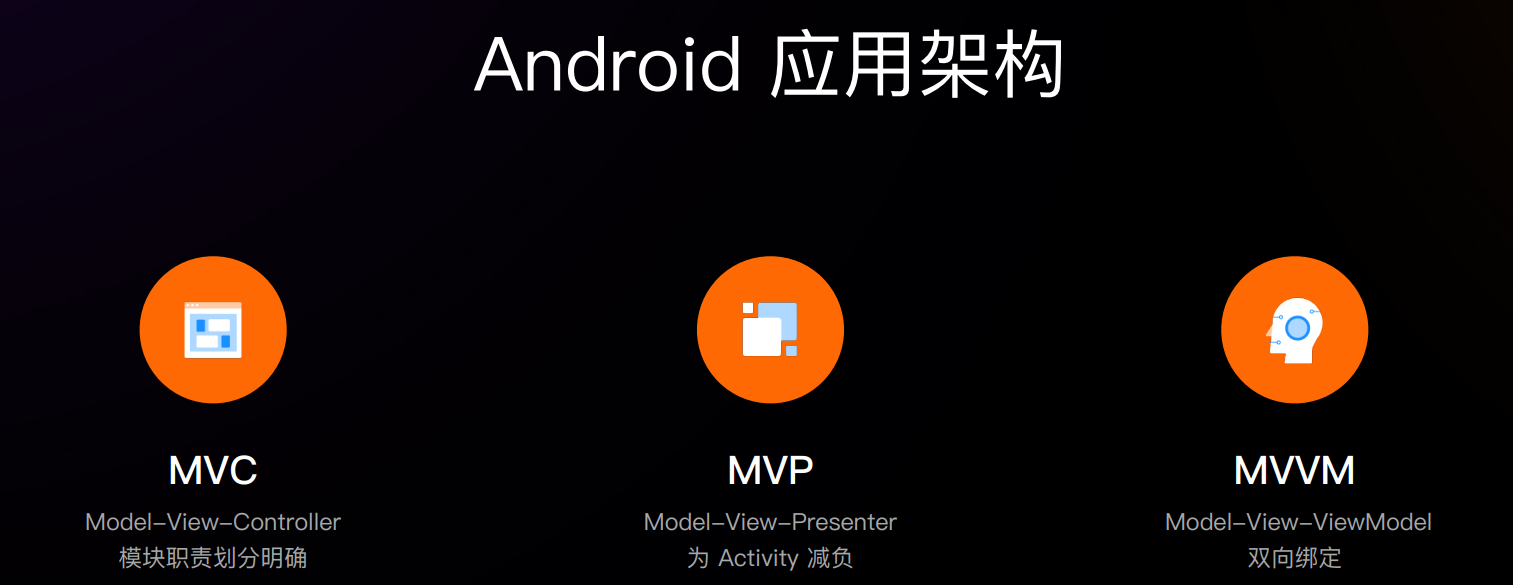 Android 应用架构
MVC
Model-View-Controller
模块职责划分明确
MVP
Model-View-Presenter
为 Activity 减负
MVVM
Model-View-ViewModel
双向绑定